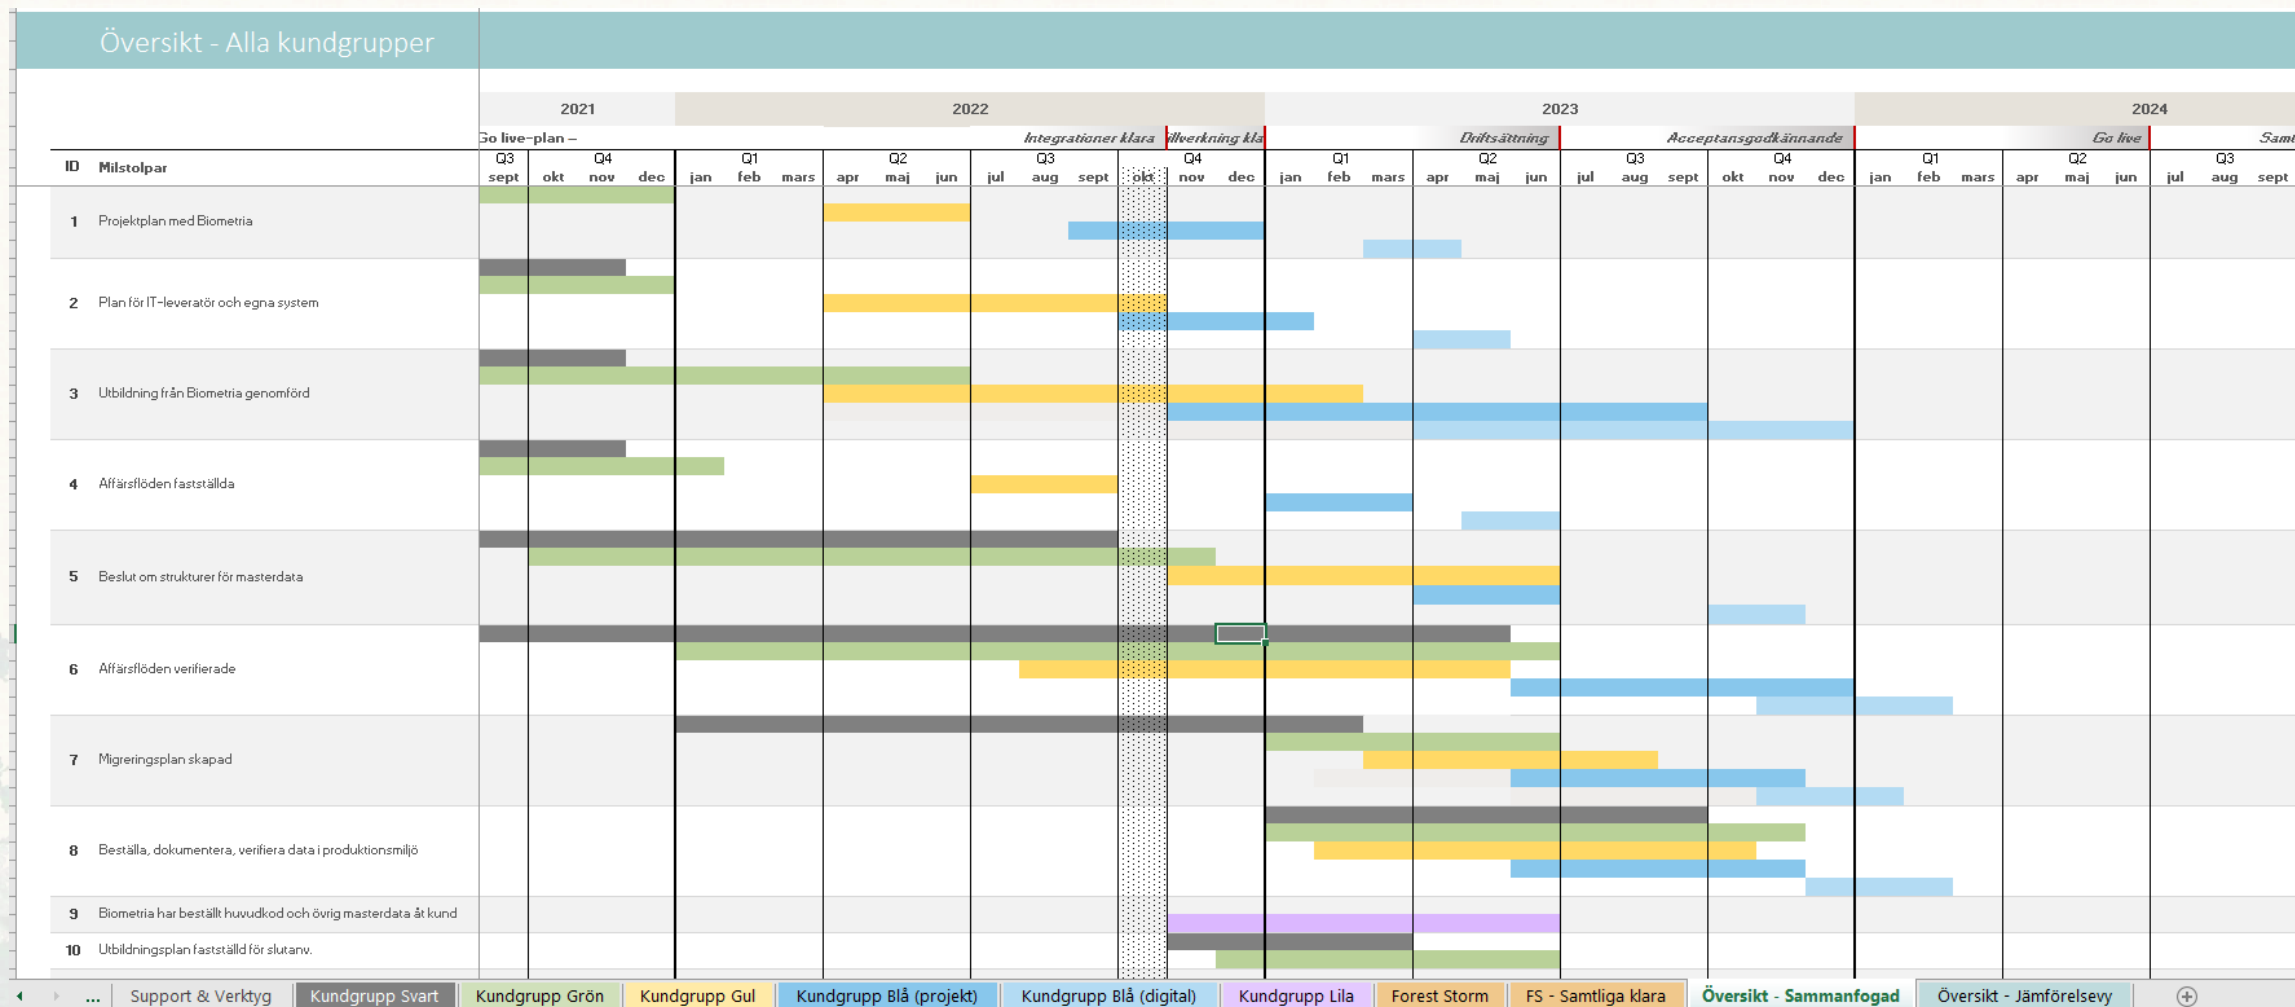 Översikt - Alla kundgrupper
2021 2022 2023 2024
Go live-plan – Integrationer klara illverkning kla Driftsättning Acceptansgodkännande Go live Samt
ID Milstolpar
Q3 Q4 Q1 Q2 Q3 Q4 Q1 Q2 Q3 Q4 Q1 Q2 Q3
sept okt nov dec jan feb mars apr maj jun jul aug sept okt nov dec jan feb mars apr maj jun jul aug sept okt nov dec jan feb mars apr maj jun jul aug sept
1 Projektplan med Biometria
2 Plan för IT-leveratör och egna system
3 Utbildning från Biometria genomförd
4 Affärsflöden fastställda
5 Beslut om strukturer för masterdata
6 Affärsflöden verifierade
7 Migreringsplan skapad
8 Beställa, dokumentera, verifiera data i produktionsmiljö
9 Biometria har beställt huvudkod och övrig masterdata åt kund
10 Utbildningsplan fastställd för slutanv.
... Support & Verktyg Kundgrupp Svart Kundgrupp Grön Kundgrupp Gul Kundgrupp Blå (projekt) Kundgrupp Blå (digital) Kundgrupp Lila Forest Storm FS - Samtliga klara Översikt - Sammanfogad Översikt - Jämförelsevy